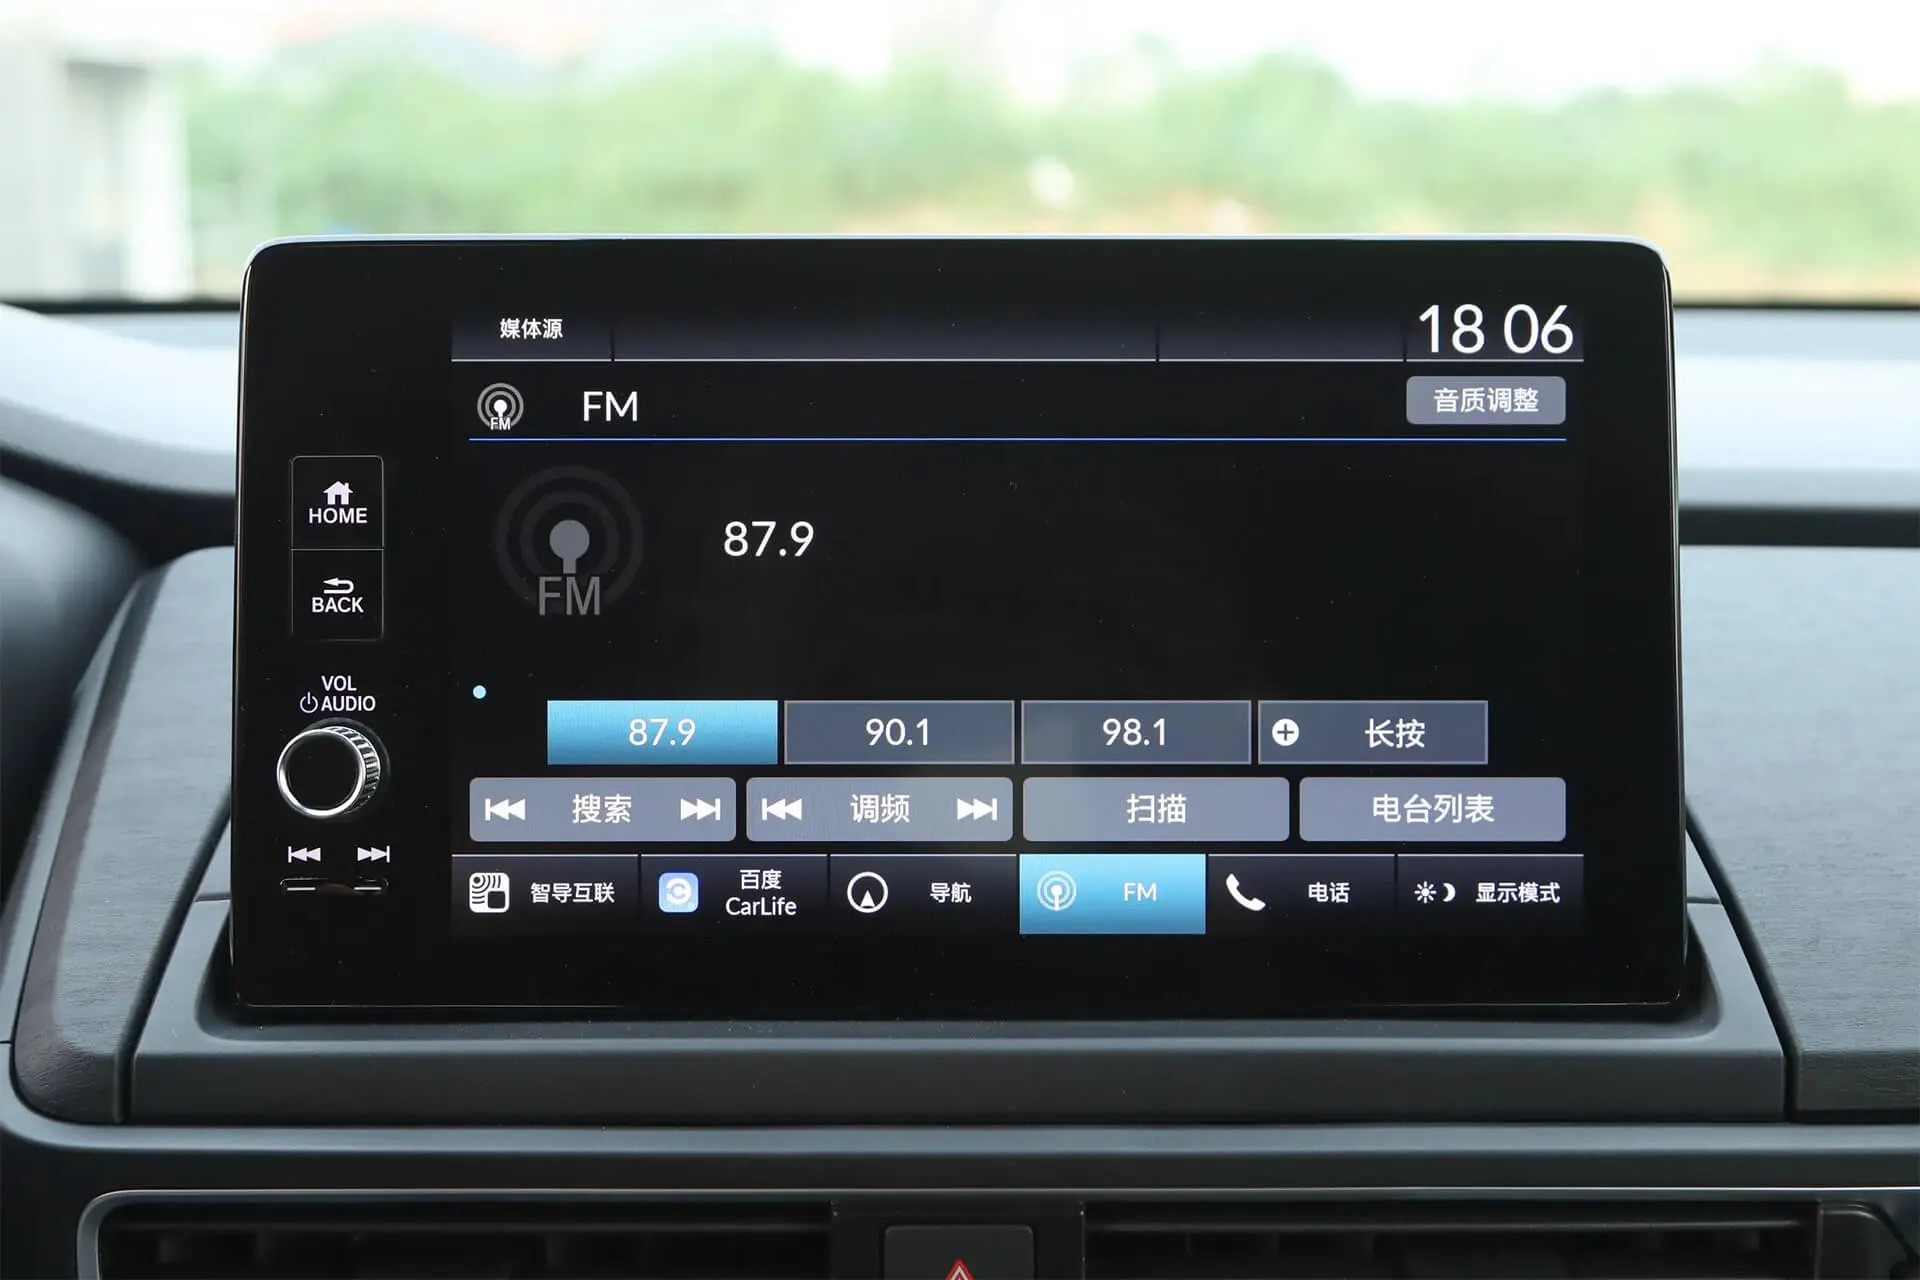 媒体源
18 06
FM
FM
音质调整
HOME
BACK
FM
87.9
VOL
AUDIO
87.9
90.1
98.1
长按
搜索
调频
扫描
电台列表
智导互联
百度
CarLife
导航
FM
电话
显示模式